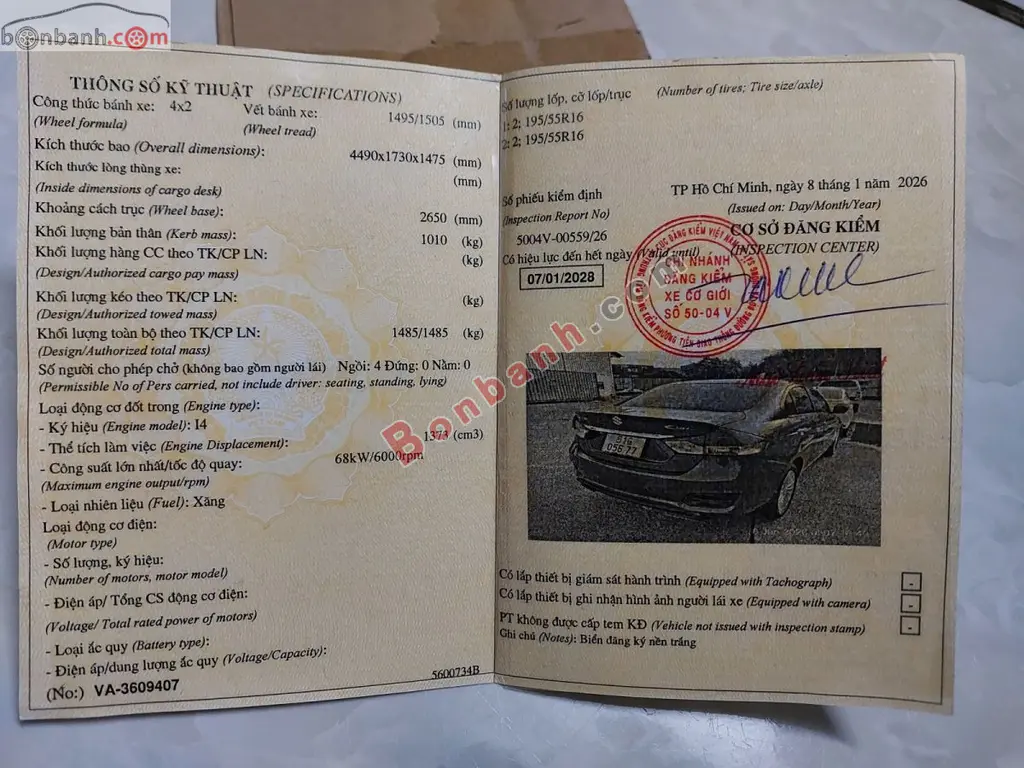 bonbanh.com
THÔNG SỐ KỸ THUẬT (SPECIFICATIONS)
Công thức bánh xe: 4x2 Vết bánh xe: 1495/1505 (mm)
(Wheel formula) (Wheel tread)
Kích thước bao (Overall dimensions): 4490x1730x1475 (mm)
Kích thước lòng thùng xe: (mm)
(Inside dimensions of cargo desk)
Khoảng cách trục (Wheel base): 2650 (mm)
Khối lượng bản thân (Kerb mass): 1010 (kg)
Khối lượng hàng CC theo TK/CP LN: (kg)
(Design/Authorized cargo pay mass)
Khối lượng kéo theo TK/CP LN: (kg)
(Design/Authorized towed mass)
Khối lượng toàn bộ theo TK/CP LN: 1485/1485 (kg)
(Design/Authorized total mass)
Số người cho phép chở (không bao gồm người lái) Ngồi: 4 Đứng: 0 Nằm: 0
(Permissible No of Pers carried, not include driver: seating, standing, lying)
Loại động cơ đốt trong (Engine type):
- Ký hiệu (Engine model): I4
- Thể tích làm việc (Engine Displacement): 1373 (cm3)
- Công suất lớn nhất/tốc độ quay: 68kW/6000rpm
(Maximum engine output/rpm)
- Loại nhiên liệu (Fuel): Xăng
Loại động cơ điện:
(Motor type)
- Số lượng, ký hiệu:
(Number of motors, motor model)
- Điện áp/ Tổng CS động cơ điện:
(Voltage/ Total rated power of motors)
- Loại ắc quy (Battery type):
- Điện áp/dung lượng ắc quy (Voltage/Capacity):
(No:) VA-3609407
5600734B
Số lượng lốp, cỡ lốp/trục (Number of tires; Tire size/axle)
1: 2; 195/55R16
2: 2; 195/55R16
Số phiếu kiểm định TP Hồ Chí Minh, ngày 8 tháng 1 năm 2026
(Inspection Report No) (Issued on: Day/Month/Year)
5004V-00559/26 CƠ SỞ ĐĂNG KIỂM
Có hiệu lực đến hết ngày (Valid until) (INSPECTION CENTER)
07/01/2028
CHI NHÁNH
ĐĂNG KIỂM
XE CƠ GIỚI
SỐ 50-04 V
Bonbanh.com
51G
055.77
Có lắp thiết bị giám sát hành trình (Equipped with Tachograph) -
Có lắp thiết bị ghi nhận hình ảnh người lái xe (Equipped with camera) -
PT không được cấp tem KĐ (Vehicle not issued with inspection stamp) -
Ghi chú (Notes): Biển đăng ký nền trắng